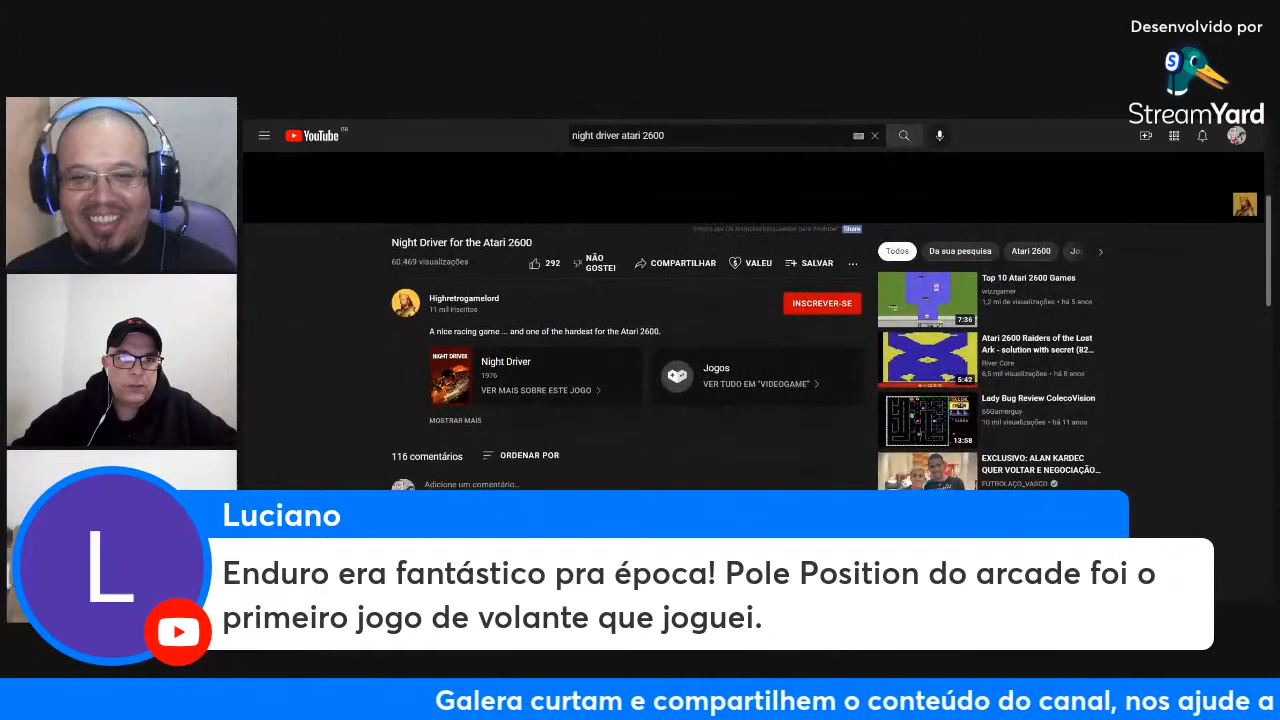 Desenvolvido por
StreamYard
YouTube
BR
night driver atari 2600
Share
Night Driver for the Atari 2600
60.469 visualizações
292
NÃO
GOSTEI
COMPARTILHAR
VALEU
SALVAR
Highretrogamelord
11 mil inscritos
INSCREVER-SE
A nice racing game ... and one of the hardest for the Atari 2600.
NIGHT DRIVER
Night Driver
1976
VER MAIS SOBRE ESTE JOGO
Jogos
VER TUDO EM "VIDEOGAME"
MOSTRAR MAIS
116 comentários
ORDENAR POR
Adicione um comentário...
Todos
Da sua pesquisa
Atari 2600
Jo
Top 10 Atari 2600 Games
wizzgamer
1,2 mi de visualizações • há 5 anos
7:36
Atari 2600 Raiders of the Lost
Ark - solution with secret (82...
River Core
6,5 mil visualizações • há 8 anos
5:42
Lady Bug Review ColecoVision
65Gamerguy
10 mil visualizações • há 11 anos
13:58
EXCLUSIVO: ALAN KARDEC
QUER VOLTAR E NEGOCIAÇÃO...
FUTBOLAÇO_VASCO
L
Luciano
Enduro era fantástico pra época! Pole Position do arcade foi o
primeiro jogo de volante que joguei.
Galera curtam e compartilhem o conteúdo do canal, nos ajude a